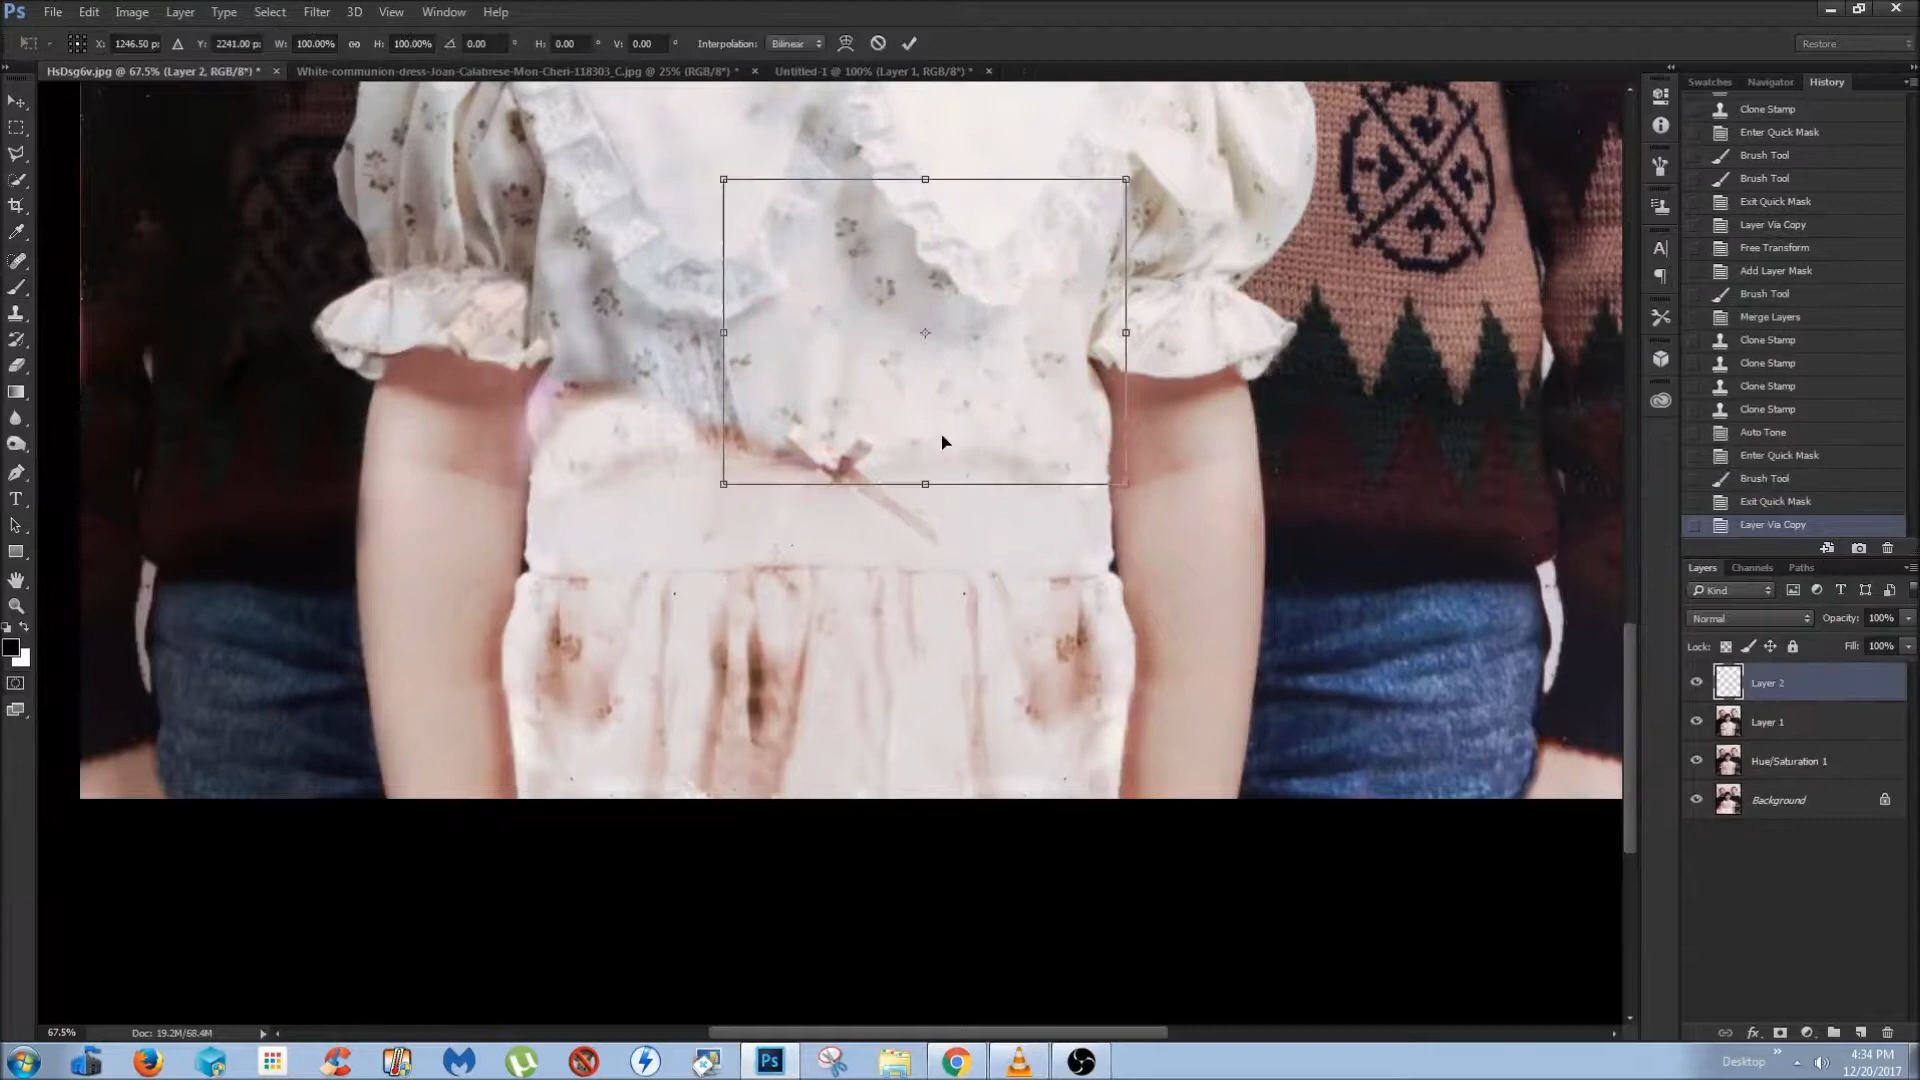 Ps File Edit Image Layer Type Select Filter 3D View Window Help
X: 1246.50 p: Y: 2241.00 p: W: 100.00% H: 100.00% 0.00 ° H: 0.00 ° V: 0.00 ° Interpolation: Bilinear Restore
HsDsg6v.jpg @ 67.5% (Layer 2, RGB/8*) * × White-communion-dress-Joan-Calabrese-Mon-Cheri-118303_C.jpg @ 25% (RGB/8*) * × Untitled-1 @ 100% (Layer 1, RGB/8*) * ×
Swatches Navigator History
Clone Stamp
Enter Quick Mask
Brush Tool
Brush Tool
Exit Quick Mask
Layer Via Copy
Free Transform
Add Layer Mask
Brush Tool
Merge Layers
Clone Stamp
Clone Stamp
Clone Stamp
Clone Stamp
Auto Tone
Enter Quick Mask
Brush Tool
Exit Quick Mask
Layer Via Copy
Layers Channels Paths
Kind
Normal Opacity: 100%
Lock: Fill: 100%
Layer 2
Layer 1
Hue/Saturation 1
Background
67.5% Doc: 19.2M/68.4M
Ps Desktop 4:34 PM
12/20/2017